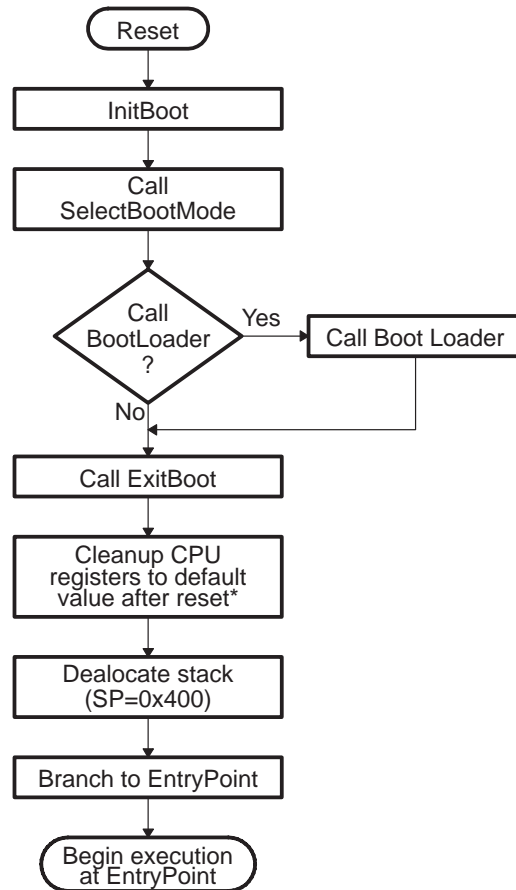 Reset
InitBoot
Call
SelectBootMode
Call
BootLoader
?
Yes
Call Boot Loader
No
Call ExitBoot
Cleanup CPU
registers to default
value after reset*
Dealocate stack
(SP=0x400)
Branch to EntryPoint
Begin execution
at EntryPoint